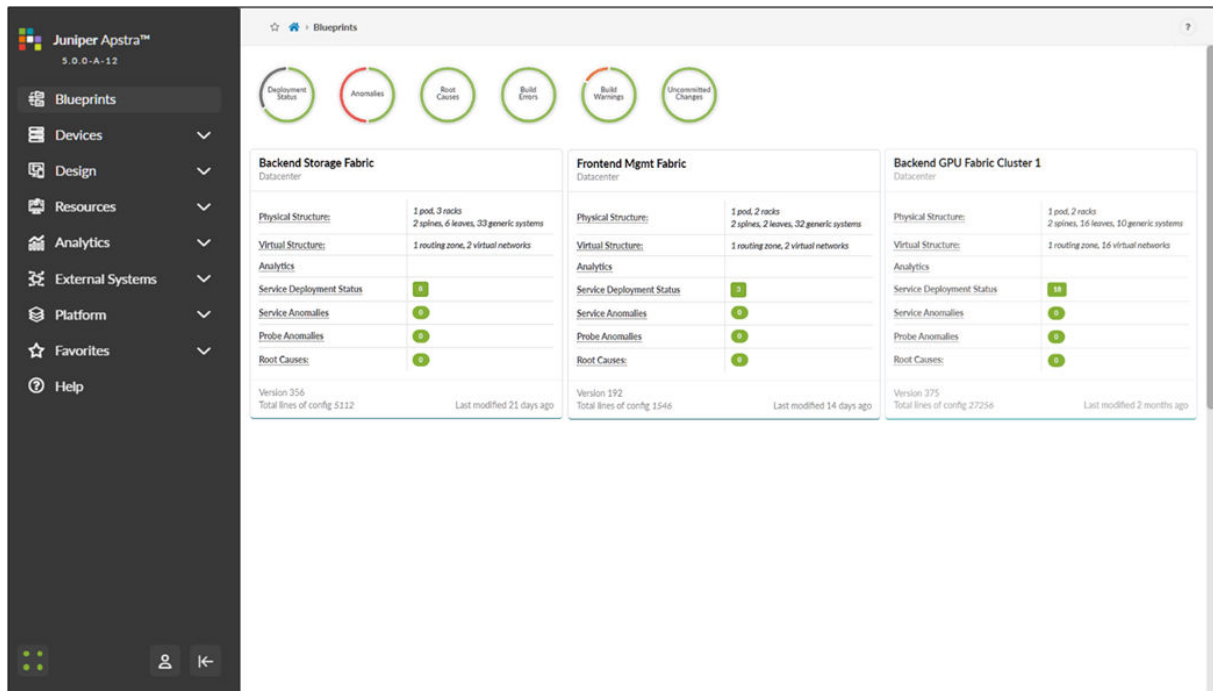 Juniper Apstra™
5.0.0-A-12
Blueprints
Devices
Design
Resources
Analytics
External Systems
Platform
Favorites
Help
Blueprints
?
Deployment Status
Anomalies
Root Causes
Build Errors
Build Warnings
Uncommitted Changes
Backend Storage Fabric
Datacenter
Physical Structure:
1 pod, 3 racks
2 spines, 6 leaves, 33 generic systems
Virtual Structure:
1 routing zone, 2 virtual networks
Analytics
Service Deployment Status
Service Anomalies
0
Probe Anomalies
0
Root Causes:
0
Version 356
Total lines of config 5112
Last modified 21 days ago
Frontend Mgmt Fabric
Datacenter
Physical Structure:
1 pod, 2 racks
2 spines, 2 leaves, 32 generic systems
Virtual Structure:
1 routing zone, 2 virtual networks
Analytics
Service Deployment Status
Service Anomalies
0
Probe Anomalies
0
Root Causes:
0
Version 192
Total lines of config 1546
Last modified 14 days ago
Backend GPU Fabric Cluster 1
Datacenter
Physical Structure:
1 pod, 2 racks
2 spines, 16 leaves, 10 generic systems
Virtual Structure:
1 routing zone, 16 virtual networks
Analytics
Service Deployment Status
18
Service Anomalies
0
Probe Anomalies
0
Root Causes:
0
Version 375
Total lines of config 27256
Last modified 2 months ago